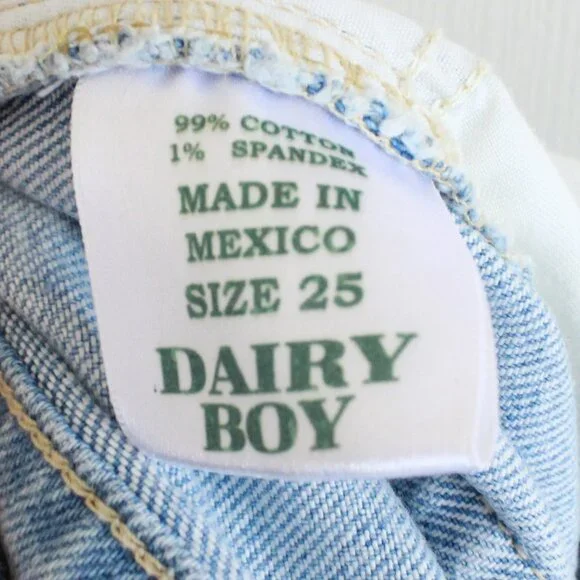 99% COTTON
1% SPANDEX
MADE IN
MEXICO
SIZE 25
DAIRY
BOY